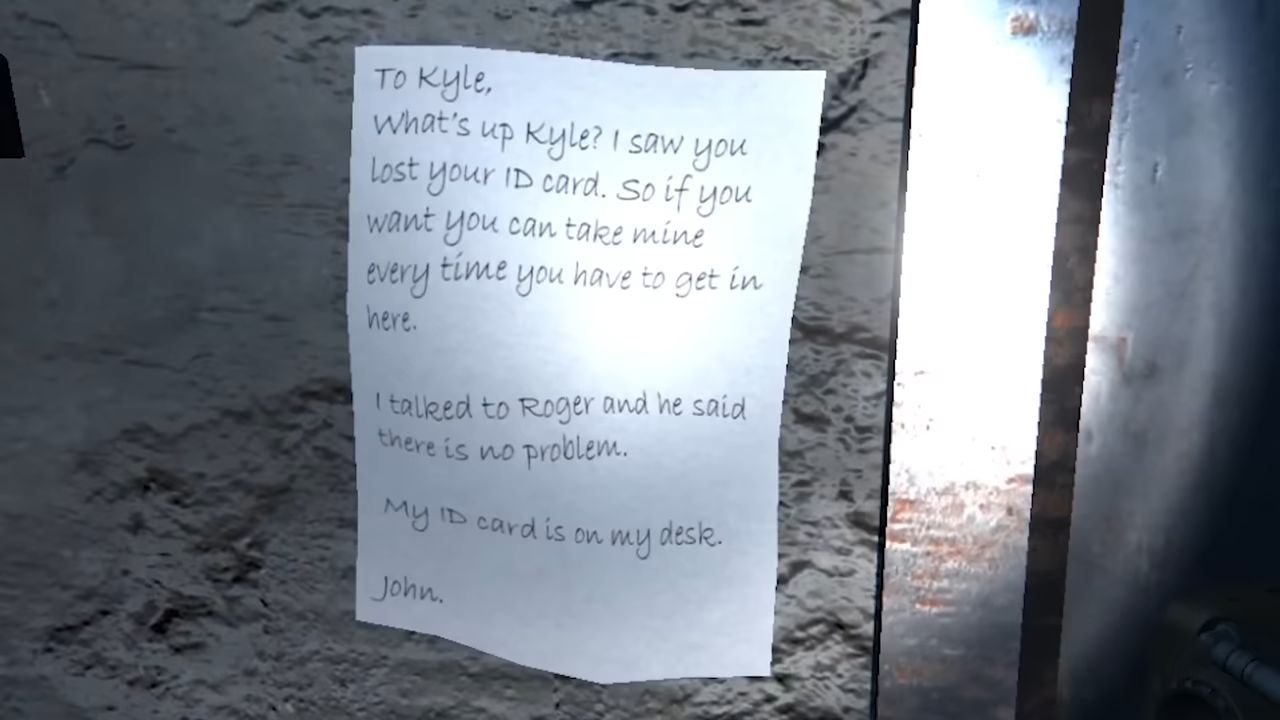 To Kyle,
What's up Kyle? I saw you
lost your ID card. So if you
want you can take mine
every time you have to get in
here.
I talked to Roger and he said
there is no problem.
My ID card is on my desk.
John.